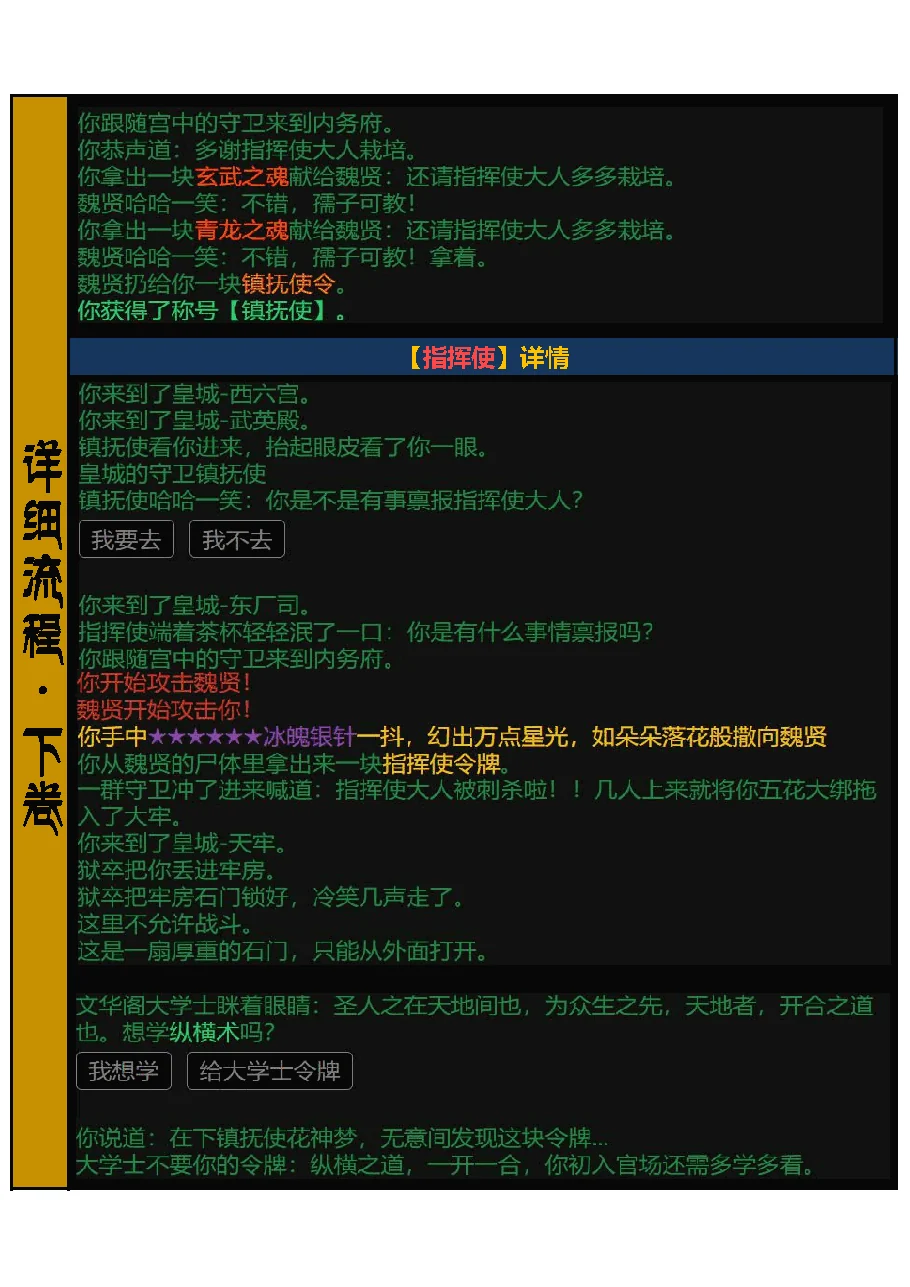 你跟随宫中的守卫来到内务府。
你恭声道：多谢指挥使大人栽培。
你拿出一块玄武之魂献给魏贤：还请指挥使大人多多栽培。
魏贤哈哈一笑：不错，孺子可教！
你拿出一块青龙之魂献给魏贤：还请指挥使大人多多栽培。
魏贤哈哈一笑：不错，孺子可教！拿着。
魏贤扔给你一块镇抚使令。
你获得了称号【镇抚使】。
【指挥使】详情
你来到了皇城-西六宫。
你来到了皇城-武英殿。
镇抚使看你进来，抬起眼皮看了你一眼。
皇城的守卫镇抚使
镇抚使哈哈一笑：你是不是有事禀报指挥使大人？
我要去 我不去
你来到了皇城-东厂司。
指挥使端着茶杯轻轻泯了一口：你是有什么事情禀报吗？
你跟随宫中的守卫来到内务府。
你开始攻击魏贤！
魏贤开始攻击你！
你手中★★★★★★冰魄银针一抖，幻出万点星光，如朵朵落花般撒向魏贤
你从魏贤的尸体里拿出来一块指挥使令牌。
一群守卫冲了进来喊道：指挥使大人被刺杀啦！！几人上来就将你五花大绑拖
入了大牢。
你来到了皇城-天牢。
狱卒把你丢进牢房。
狱卒把牢房石门锁好，冷笑几声走了。
这里不允许战斗。
这是一扇厚重的石门，只能从外面打开。
文华阁大学士眯着眼睛：圣人之在天地间也，为众生之先，天地者，开合之道
也。想学纵横术吗？
我想学 给大学士令牌
你说道：在下镇抚使花神梦，无意间发现这块令牌...
大学士不要你的令牌：纵横之道，一开一合，你初入官场还需多学多看。
详细流程·下卷